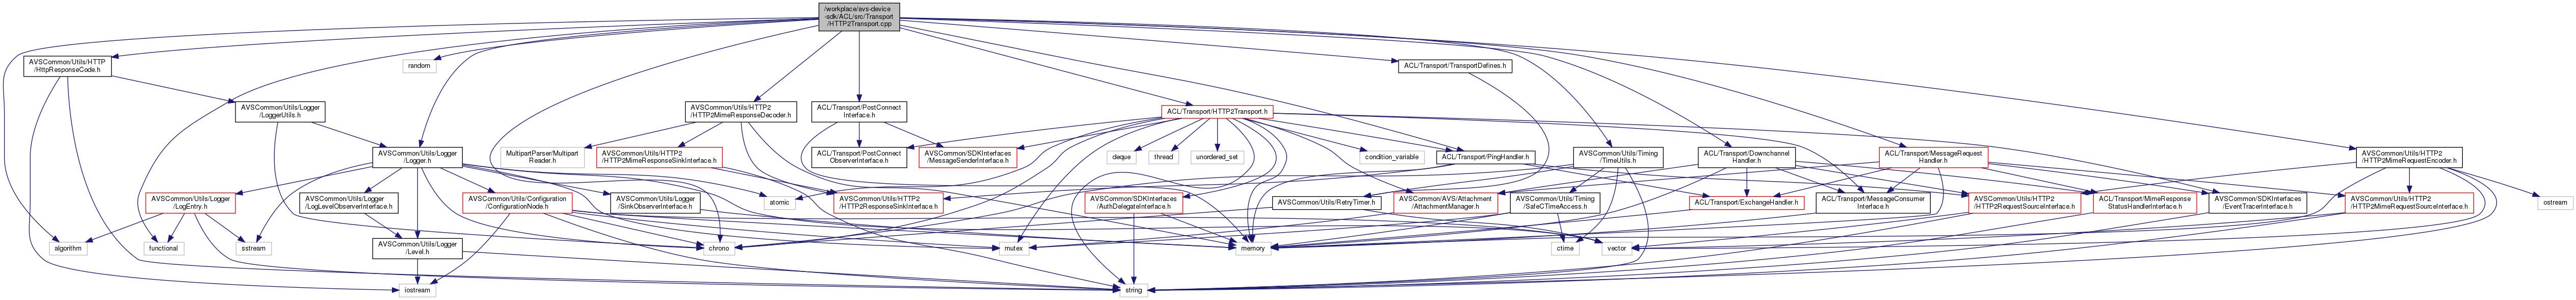 /workplace/avs-device
-sdk/ACL/src/Transport
/HTTP2Transport.cpp
AVSCommon/Utils/HTTP
/HttpResponseCode.h
random
ACL/Transport/TransportDefines.h
AVSCommon/Utils/Logger
/LoggerUtils.h
AVSCommon/Utils/HTTP2
/HTTP2MimeResponseDecoder.h
ACL/Transport/PostConnect
Interface.h
ACL/Transport/HTTP2Transport.h
AVSCommon/Utils/Logger
/Logger.h
MultipartParser/Multipart
Reader.h
AVSCommon/Utils/HTTP2
/HTTP2MimeResponseSinkInterface.h
ACL/Transport/PostConnect
ObserverInterface.h
AVSCommon/SDKInterfaces
/MessageSenderInterface.h
deque
thread
unordered_set
condition_variable
ACL/Transport/PingHandler.h
AVSCommon/Utils/Timing
/TimeUtils.h
ACL/Transport/Downchannel
Handler.h
ACL/Transport/MessageRequest
Handler.h
AVSCommon/Utils/HTTP2
/HTTP2MimeRequestEncoder.h
AVSCommon/Utils/Logger
/LogEntry.h
AVSCommon/Utils/Logger
/LogLevelObserverInterface.h
AVSCommon/Utils/Configuration
/ConfigurationNode.h
AVSCommon/Utils/Logger
/SinkObserverInterface.h
atomic
AVSCommon/Utils/HTTP2
/HTTP2ResponseSinkInterface.h
AVSCommon/SDKInterfaces
/AuthDelegateInterface.h
AVSCommon/Utils/RetryTimer.h
AVSCommon/AVS/Attachment
/AttachmentManager.h
AVSCommon/Utils/Timing
/SafeCTimeAccess.h
ACL/Transport/ExchangeHandler.h
ACL/Transport/MessageConsumer
Interface.h
AVSCommon/Utils/HTTP2
/HTTP2RequestSourceInterface.h
ACL/Transport/MimeResponse
StatusHandlerInterface.h
AVSCommon/SDKInterfaces
/EventTracerInterface.h
AVSCommon/Utils/HTTP2
/HTTP2MimeRequestSourceInterface.h
ostream
algorithm
functional
sstream
AVSCommon/Utils/Logger
/Level.h
chrono
mutex
memory
ctime
vector
iostream
string